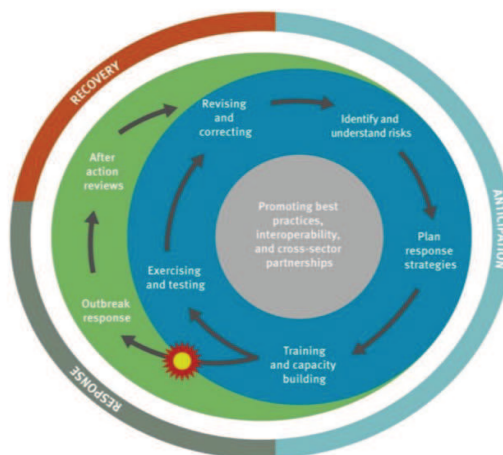 RECOVERY
ANTICIPATION
RESPONSE
Revising
and
correcting
Identify and
understand risks
Plan
response
strategies
Training
and capacity
building
Exercising
and testing
Outbreak
response
After
action
reviews
Promoting best
practices,
interoperability,
and cross-sector
partnerships